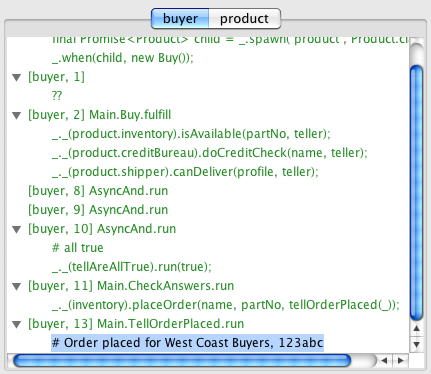 buyer product
final Promise<Product> child = _.spawn( product , Product.cl
_.when(child, new Buy());
[buyer, 1]
??
[buyer, 2] Main.Buy.fulfill
_._(product.inventory).isAvailable(partNo, teller);
_._(product.creditBureau).doCreditCheck(name, teller);
_._(product.shipper).canDeliver(profile, teller);
[buyer, 8] AsyncAnd.run
[buyer, 9] AsyncAnd.run
[buyer, 10] AsyncAnd.run
# all true
_._(tellAreAllTrue).run(true);
[buyer, 11] Main.CheckAnswers.run
_._(inventory).placeOrder(name, partNo, tellOrderPlaced(_));
[buyer, 13] Main.TellOrderPlaced.run
# Order placed for West Coast Buyers, 123abc